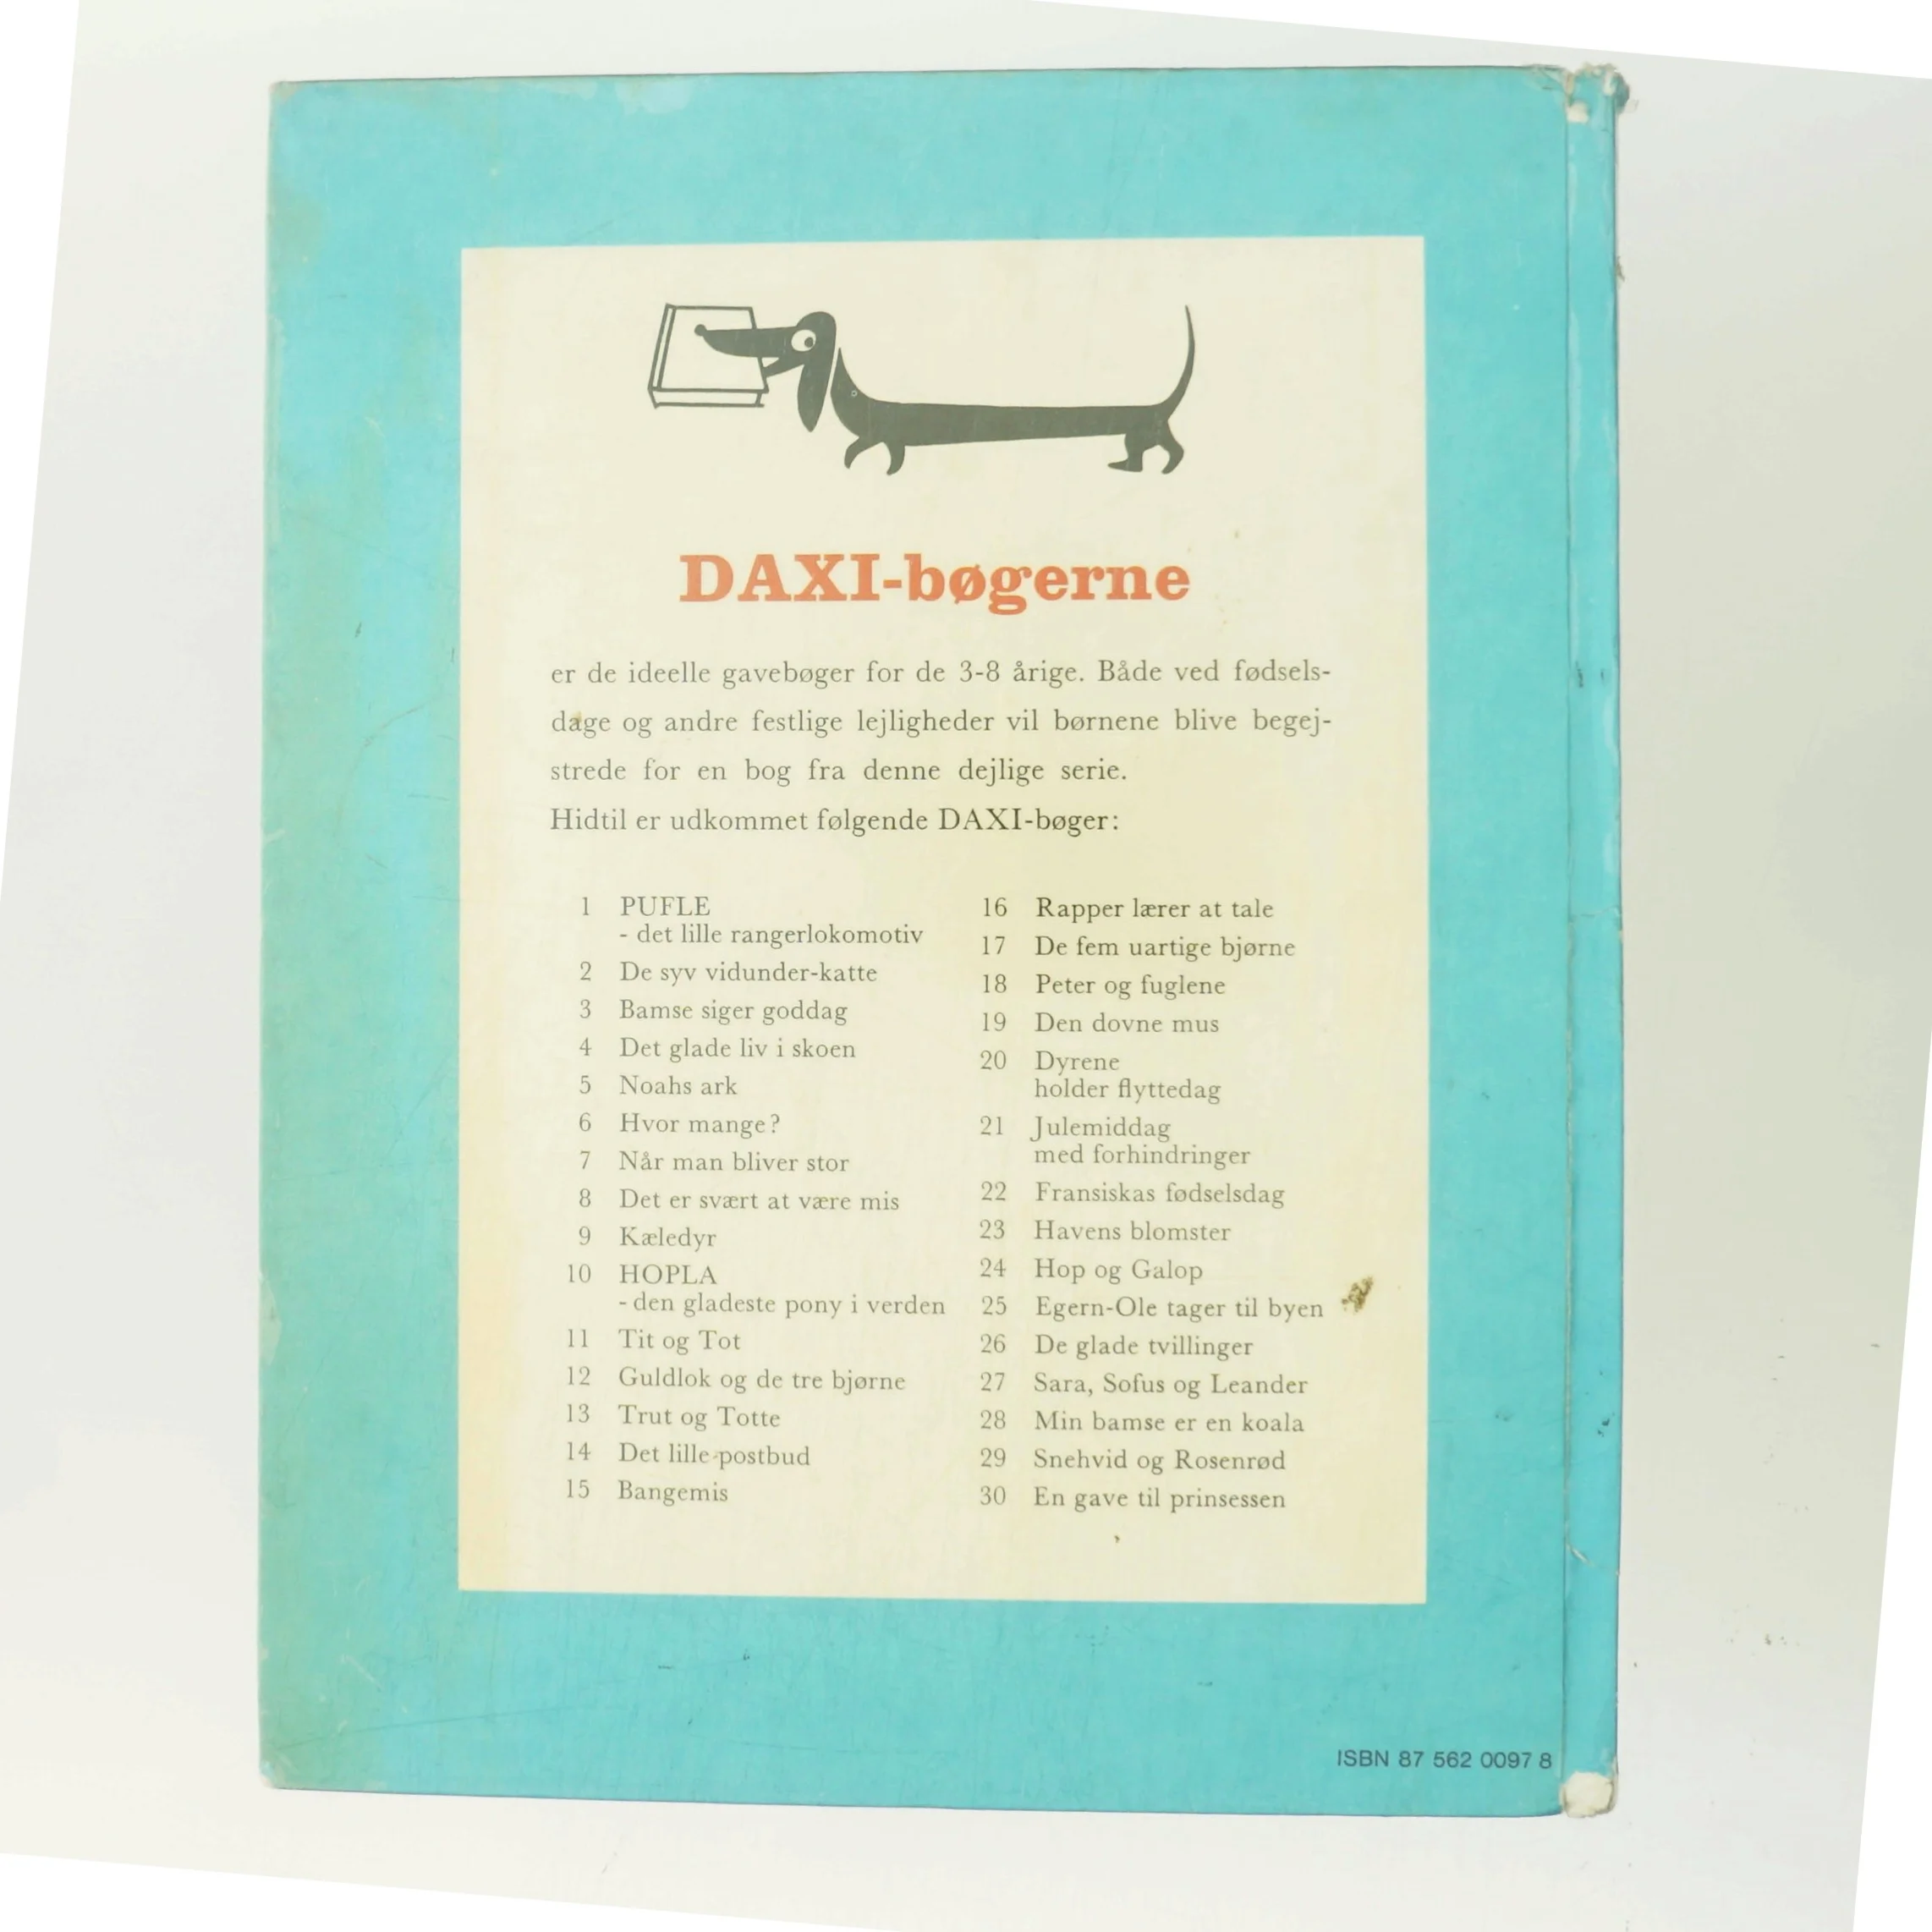 DAXI-bøgerne
er de ideelle gavebøger for de 3-8 årige. Både ved fødsels-
dage og andre festlige lejligheder vil børnene blive begej-
strede for en bog fra denne dejlige serie.
Hidtil er udkommet følgende DAXI-bøger:
1 PUFLE
- det lille rangerlokomotiv
2 De syv vidunder-katte
3 Bamse siger goddag
4 Det glade liv i skoen
5 Noahs ark
6 Hvor mange?
7 Når man bliver stor
8 Det er svært at være mis
9 Kæledyr
10 HOPLA
- den gladeste pony i verden
11 Tit og Tot
12 Guldlok og de tre bjørne
13 Trut og Totte
14 Det lille postbud
15 Bangemis
16 Rapper lærer at tale
17 De fem uartige bjørne
18 Peter og fuglene
19 Den dovne mus
20 Dyrene
holder flyttedag
21 Julemiddag
med forhindringer
22 Fransiskas fødselsdag
23 Havens blomster
24 Hop og Galop
25 Egern-Ole tager til byen
26 De glade tvillinger
27 Sara, Sofus og Leander
28 Min bamse er en koala
29 Snehvid og Rosenrød
30 En gave til prinsessen
ISBN 87 562 0097 8